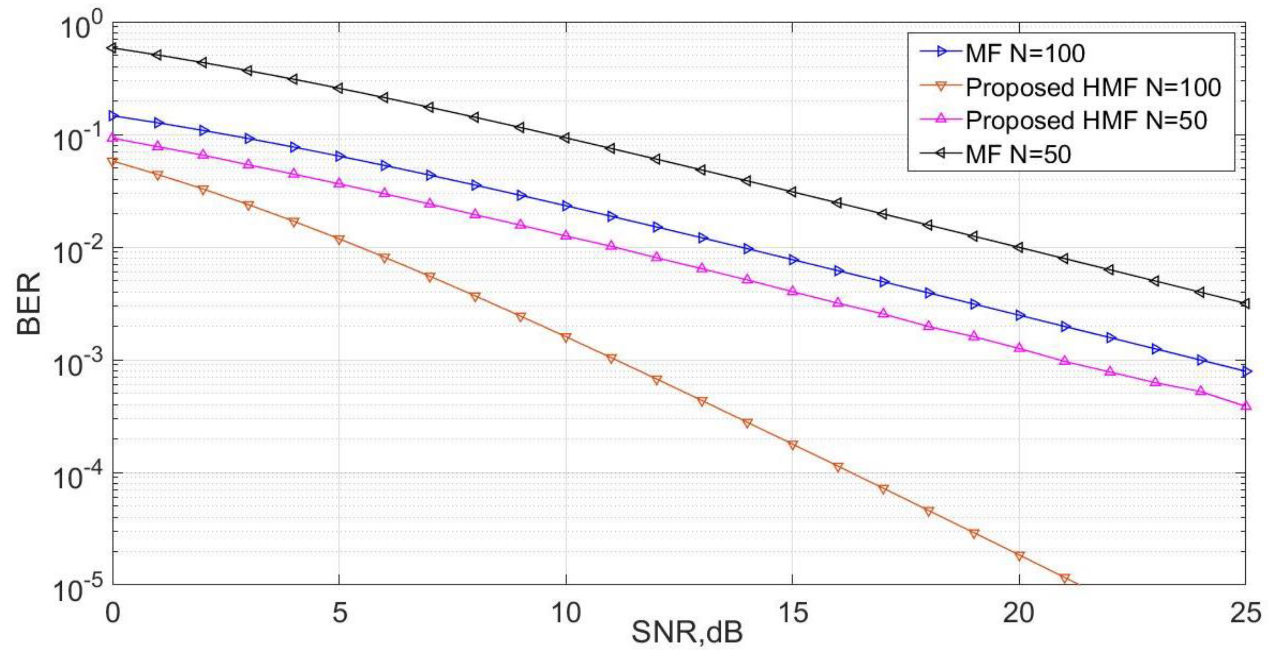 10^0
10^-1
10^-2
10^-3
10^-4
10^-5
BER
MF N=100
Proposed HMF N=100
Proposed HMF N=50
MF N=50
0 5 10 15 20 25
SNR,dB